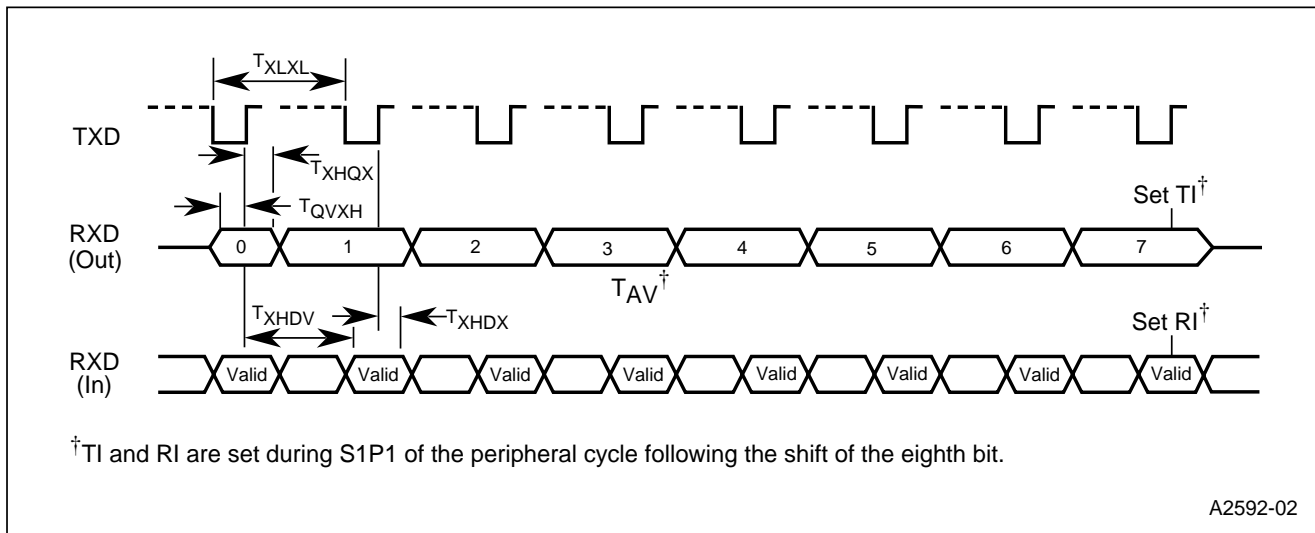 TXLXL
TXD
TXHQX
TQVXH
Set TI†
RXD
(Out)
0 1 2 3 4 5 6 7
TAV†
TXHDV
TXHDX
Set RI†
RXD
(In)
Valid Valid Valid Valid Valid Valid Valid Valid
†TI and RI are set during S1P1 of the peripheral cycle following the shift of the eighth bit.
A2592-02